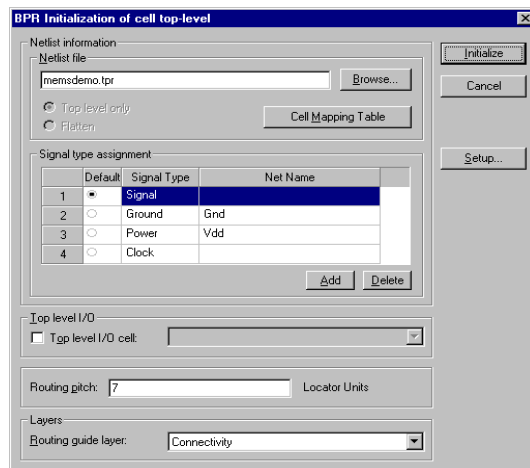 BPR Initialization of cell top-level
Netlist information
Netlist file
memsdemo.tpr
Browse...
Top level only
Flatten
Cell Mapping Table
Signal type assignment
Default Signal Type Net Name
1 Signal
2 Ground Gnd
3 Power Vdd
4 Clock
Add Delete
Top level I/O
Top level I/O cell:
Routing pitch: 7 Locator Units
Layers
Routing guide layer: Connectivity
Initialize
Cancel
Setup...